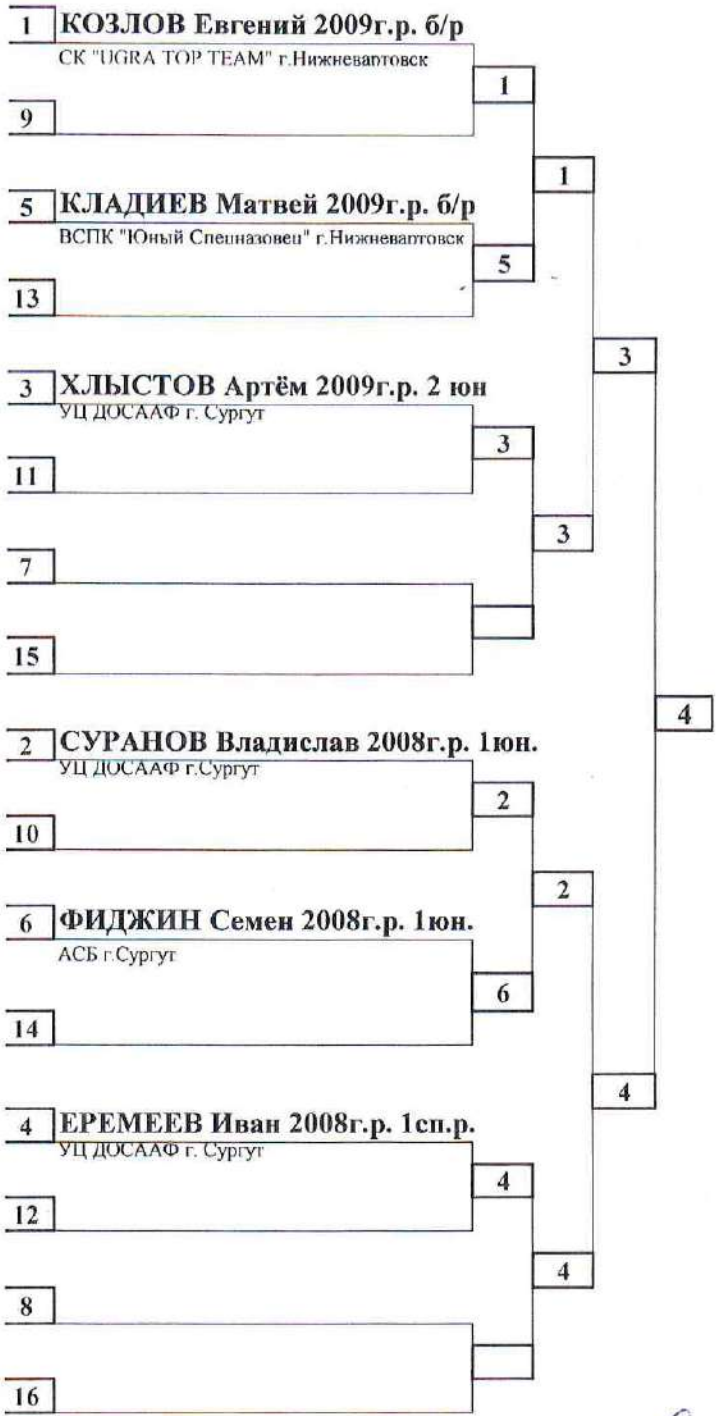 1 КОЗЛОВ Евгений 2009г.р. б/р
СК "UGRA TOP TEAM" г.Нижневартовск
1
9
1
5 КЛАДИЕВ Матвей 2009г.р. б/р
ВСПК "Юный Спецназовец" г.Нижневартовск
5
13
3
3 ХЛЫСТОВ Артём 2009г.р. 2 юн
УЦ ДОСААФ г. Сургут
3
11
3
7
15
4
2 СУРАНОВ Владислав 2008г.р. 1юн.
УЦ ДОСААФ г.Сургут
2
10
2
6 ФИДЖИН Семен 2008г.р. 1юн.
АСБ г.Сургут
6
14
4
4 ЕРЕМЕЕВ Иван 2008г.р. 1сп.р.
УЦ ДОСААФ г. Сургут
4
12
4
8
16